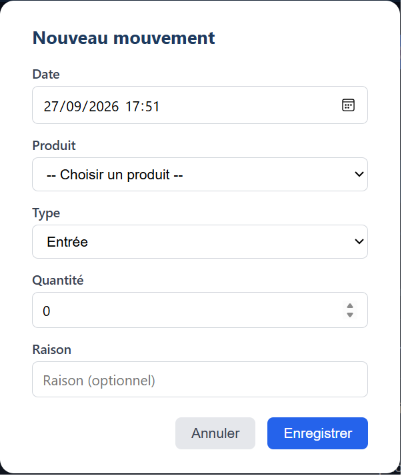 Nouveau mouvement
Date
27/09/2026 17:51
Produit
-- Choisir un produit --
Type
Entrée
Quantité
0
Raison
Raison (optionnel)
Annuler Enregistrer